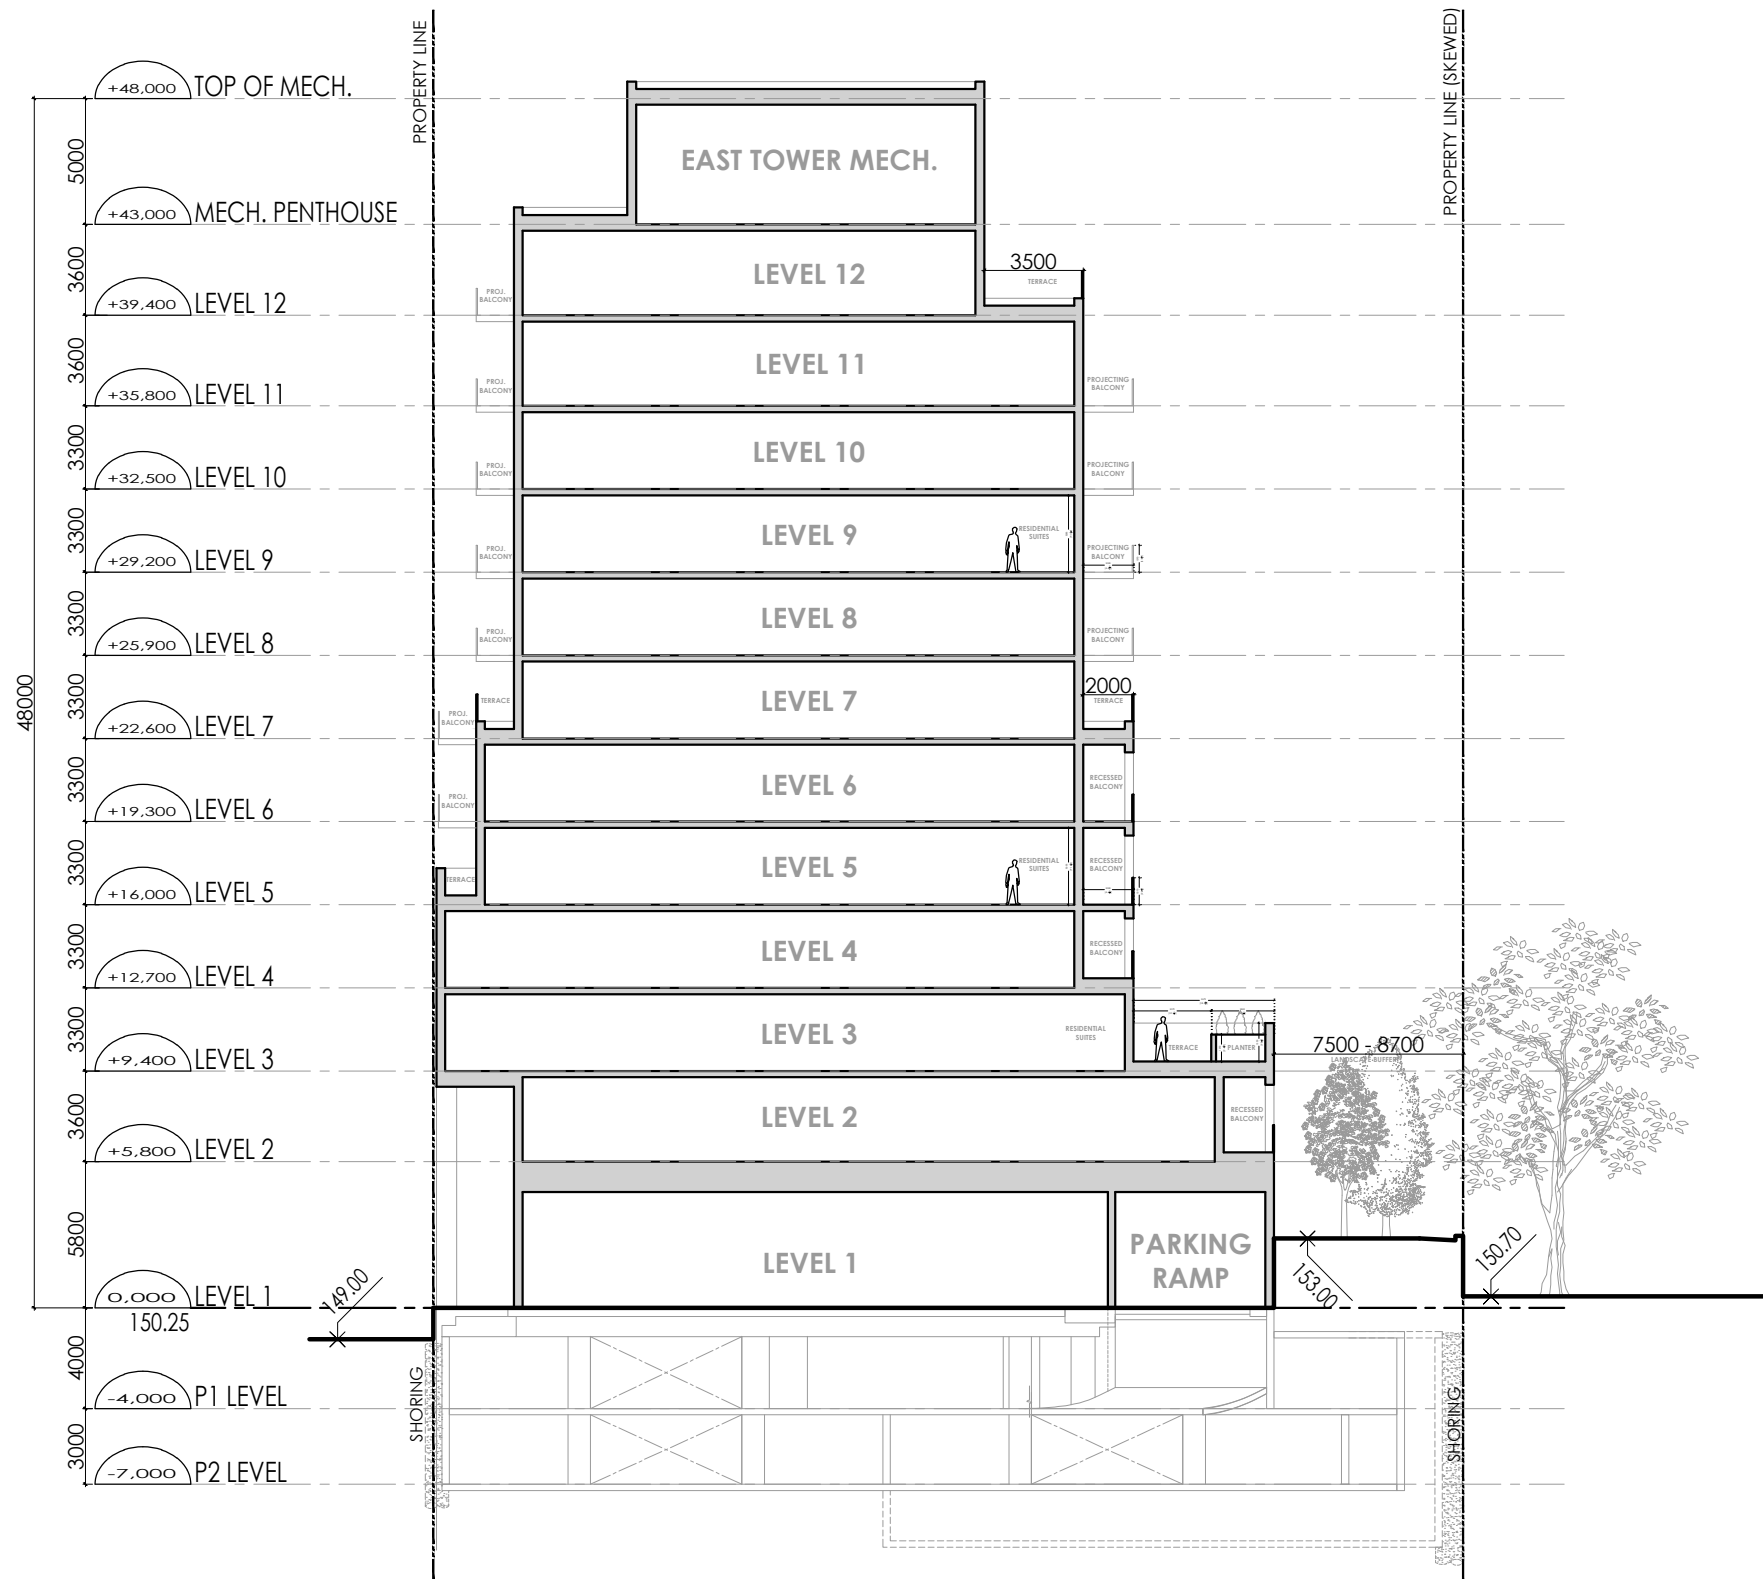 PROPERTY LINE
PROPERTY LINE (SKEWED)
+48,000 TOP OF MECH.
5000
EAST TOWER MECH.
+43,000 MECH. PENTHOUSE
3600
LEVEL 12
3500
TERRACE
PROJ.
BALCONY
+39,400 LEVEL 12
3600
LEVEL 11
PROJ.
BALCONY
PROJECTING
BALCONY
+35,800 LEVEL 11
3300
LEVEL 10
PROJ.
BALCONY
PROJECTING
BALCONY
+32,500 LEVEL 10
3300
LEVEL 9
RESIDENTIAL
SUITES
PROJ.
BALCONY
PROJECTING
BALCONY
+29,200 LEVEL 9
3300
LEVEL 8
PROJ.
BALCONY
PROJECTING
BALCONY
+25,900 LEVEL 8
3300
48000
LEVEL 7
2000
TERRACE
TERRACE
PROJ.
BALCONY
+22,600 LEVEL 7
3300
LEVEL 6
RECESSED
BALCONY
PROJ.
BALCONY
+19,300 LEVEL 6
3300
LEVEL 5
RESIDENTIAL
SUITES
RECESSED
BALCONY
TERRACE
+16,000 LEVEL 5
3300
LEVEL 4
RECESSED
BALCONY
+12,700 LEVEL 4
3300
LEVEL 3
RESIDENTIAL
SUITES
TERRACE
PLANTER
7500 - 8700
LANDSCAPE BUFFER
+9,400 LEVEL 3
3600
LEVEL 2
RECESSED
BALCONY
+5,800 LEVEL 2
5800
LEVEL 1
PARKING
RAMP
153.00
150.70
149.00
0,000 LEVEL 1
150.25
4000
SHORING
SHORING
-4,000 P1 LEVEL
3000
-7,000 P2 LEVEL